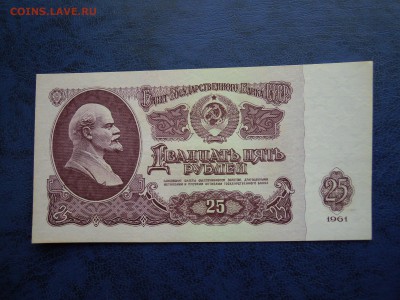 COINS.LAVE.RU
Билет Государственного Банка СССР
Двадцать пять
рублей
25
25
1961